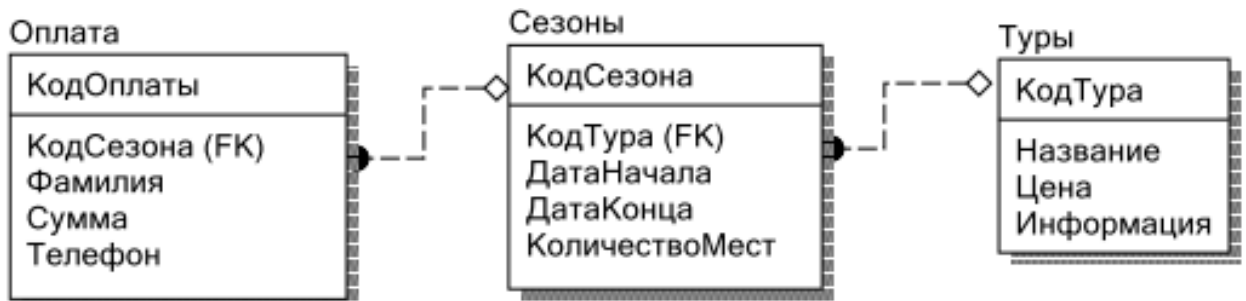 Оплата
КодОплаты
КодСезона (FK)
Фамилия
Сумма
Телефон
Сезоны
КодСезона
КодТура (FK)
ДатаНачала
ДатаКонца
КоличествоМест
Туры
КодТура
Название
Цена
Информация